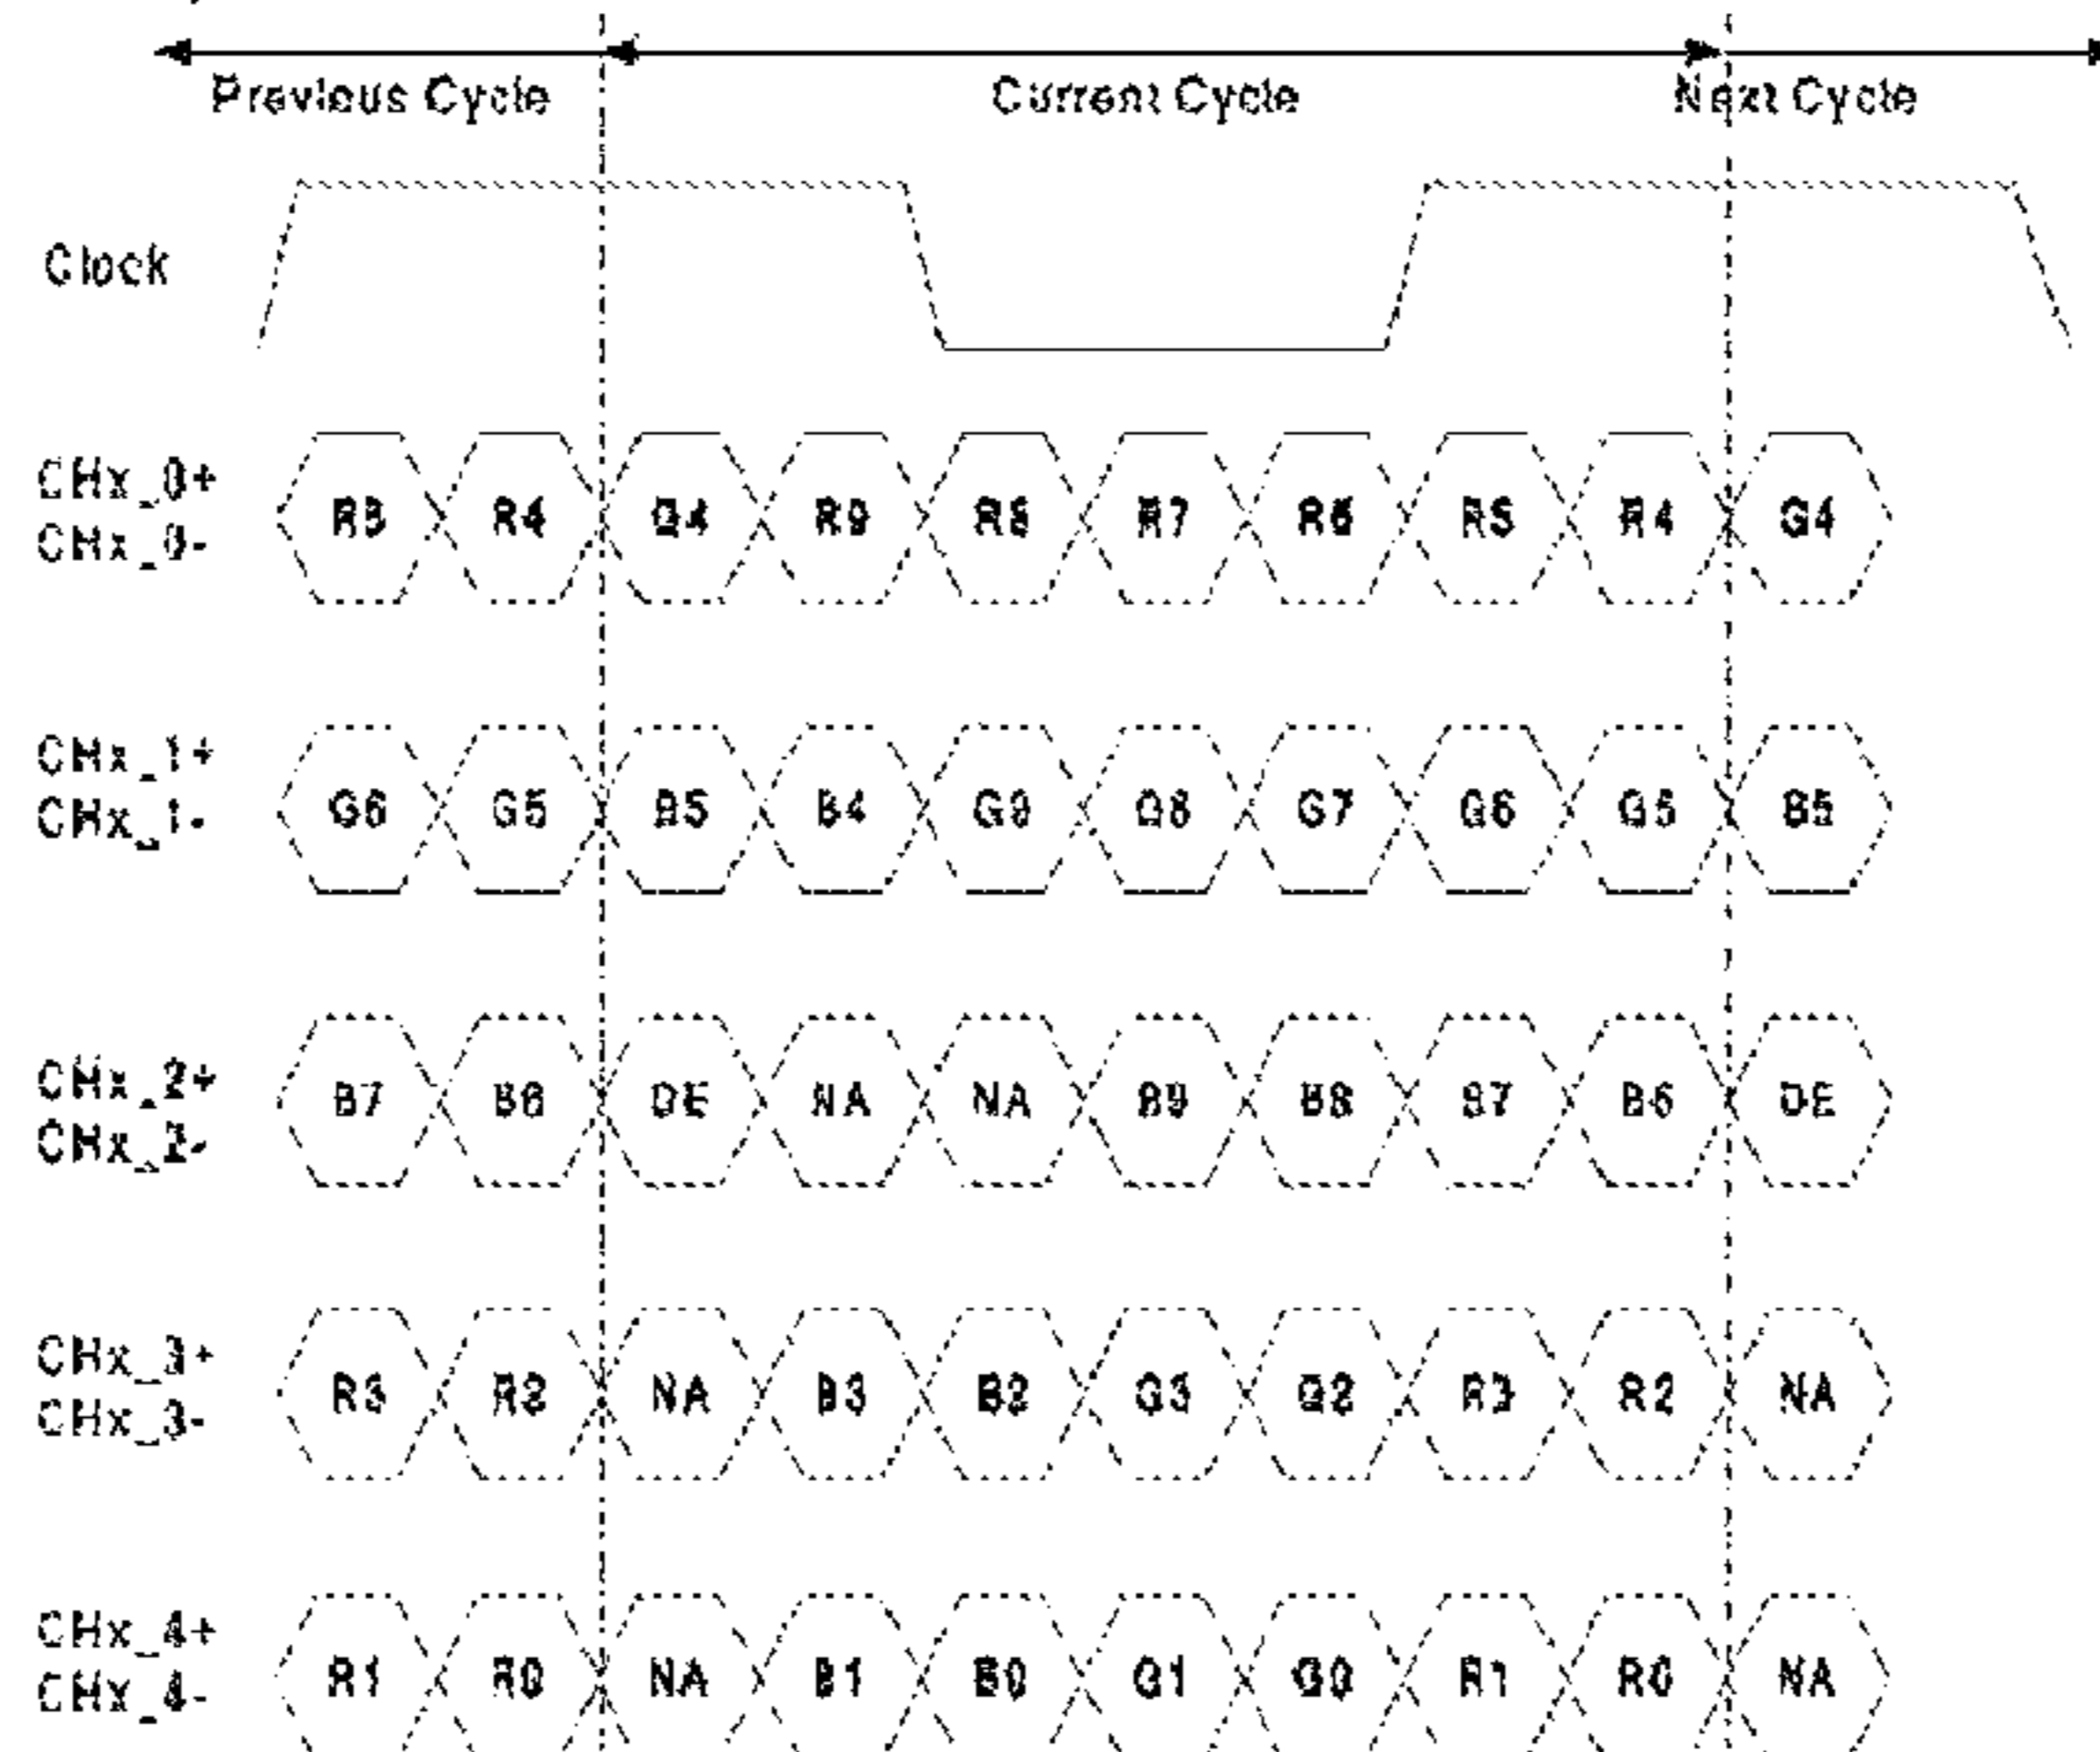 Previous Cycle Current Cycle Next Cycle
Clock
CHx_0+
CHx_0-
R5 R4 G4 R9 R8 R7 R6 R5 R4 G4
CHx_1+
CHx_1-
G6 G5 B5 B4 G9 G8 G7 G6 G5 B5
CHx_2+
CHx_2-
B7 B6 DE NA NA B9 B8 B7 B6 DE
CHx_3+
CHx_3-
R3 R2 NA B3 B2 G3 G2 R3 R2 NA
CHx_4+
CHx_4-
R1 R0 NA B1 B0 G1 G0 R1 R0 NA